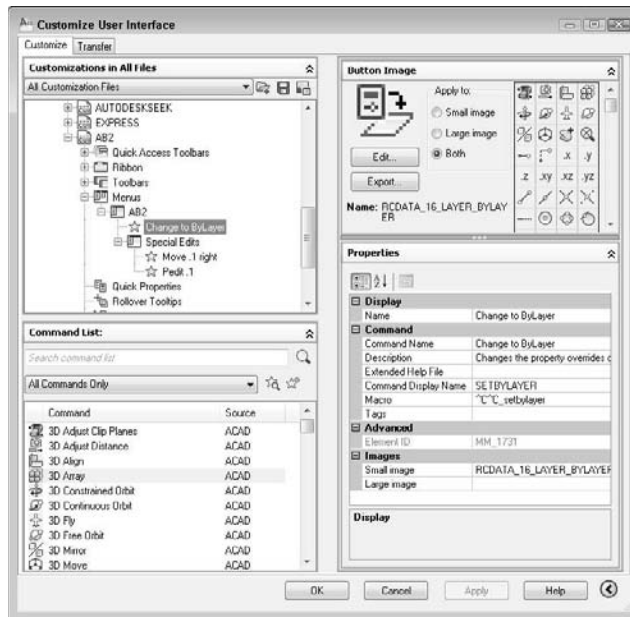 Customize User Interface
Customize Transfer
Customizations in All Files
All Customization Files
AUTODESKSEEK
EXPRESS
AB2
Quick Access Toolbars
Ribbon
Toolbars
Menus
AB2
Change to ByLayer
Special Edits
Move .1 right
Pedit .1
Quick Properties
Rollover Tooltips
Command List:
Search command list
All Commands Only
Command Source
3D Adjust Clip Planes ACAD
3D Adjust Distance ACAD
3D Align ACAD
3D Array ACAD
3D Constrained Orbit ACAD
3D Continuous Orbit ACAD
3D Fly ACAD
3D Free Orbit ACAD
3D Mirror ACAD
3D Move ACAD
Button Image
Apply to:
Small image
Large image
Both
Edit...
Export...
Name: RCDATA_16_LAYER_BYLAY
ER
.x .y
.z .xy .xz .yz
Properties
Display
Name Change to ByLayer
Command
Command Name Change to ByLayer
Description Changes the property overrides o
Extended Help File
Command Display Name SETBYLAYER
Macro ^C^C_setbylayer
Tags
Advanced
Element ID MM_1731
Images
Small image RCDATA_16_LAYER_BYLAYER
Large image
Display
OK Cancel Apply Help